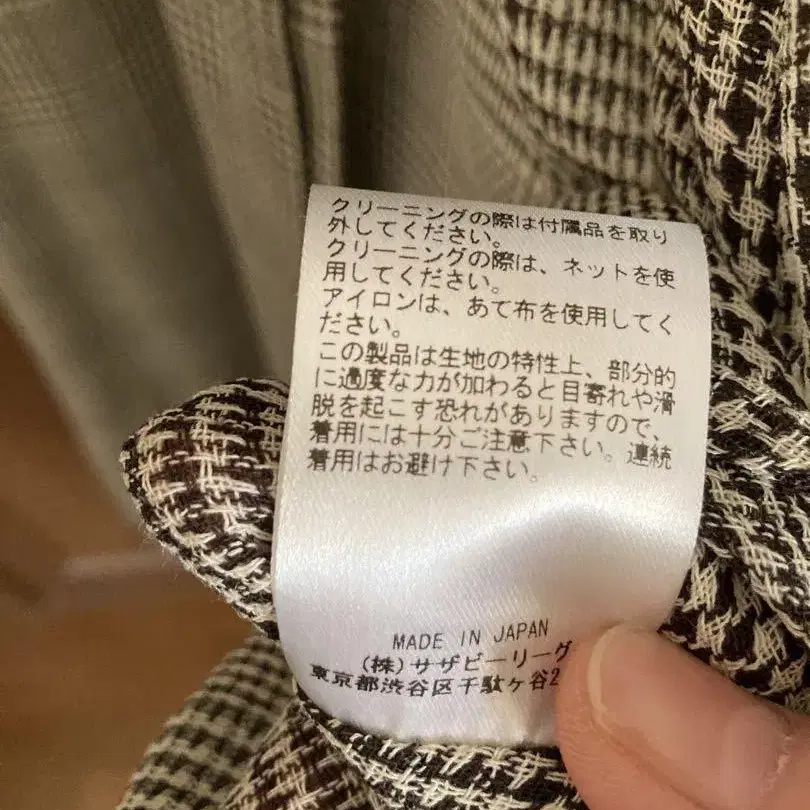 クリーニングの際は付属品を取り
外してください。
クリーニングの際は、ネットを使
用してください。
アイロンは、あて布を使用してく
ださい。
この製品は生地の特性上、部分的
に過度な力が加わると目寄れや滑
脱を起こす恐れがありますので、
着用には十分ご注意下さい。連続
着用はお避け下さい。
MADE IN JAPAN
(株)サザビーリーグ
東京都渋谷区千駄ヶ谷2